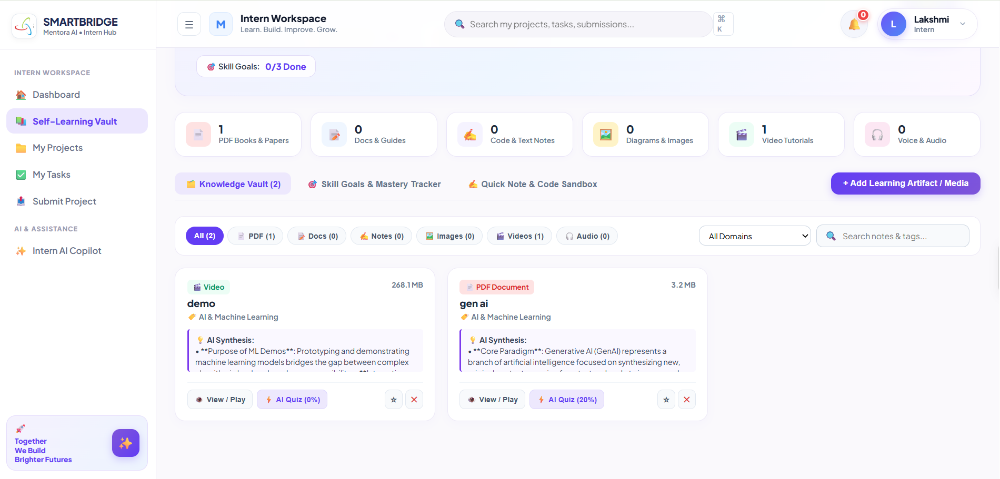 SMARTBRIDGE
Mentora AI • Intern Hub
INTERN WORKSPACE
Dashboard
Self-Learning Vault
My Projects
My Tasks
Submit Project
AI & ASSISTANCE
Intern AI Copilot
Together
We Build
Brighter Futures
M
Intern Workspace
Learn. Build. Improve. Grow.
Search my projects, tasks, submissions...
⌘
K
0
L
Lakshmi
Intern
Skill Goals: 0/3 Done
1
PDF Books & Papers
0
Docs & Guides
0
Code & Text Notes
0
Diagrams & Images
1
Video Tutorials
0
Voice & Audio
Knowledge Vault (2)
Skill Goals & Mastery Tracker
Quick Note & Code Sandbox
+ Add Learning Artifact / Media
All (2)
PDF (1)
Docs (0)
Notes (0)
Images (0)
Videos (1)
Audio (0)
All Domains
Search notes & tags...
Video
268.1 MB
demo
AI & Machine Learning
AI Synthesis:
• **Purpose of ML Demos**: Prototyping and demonstrating
machine learning models bridges the gap between complex
View / Play
AI Quiz (0%)
PDF Document
3.2 MB
gen ai
AI & Machine Learning
AI Synthesis:
• **Core Paradigm**: Generative AI (GenAI) represents a
branch of artificial intelligence focused on synthesizing new,
View / Play
AI Quiz (20%)